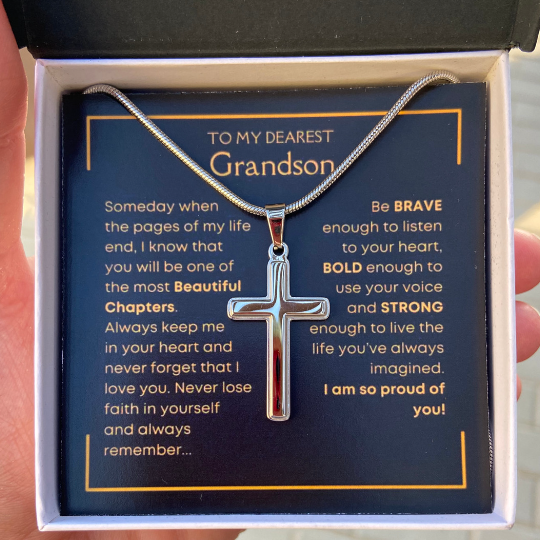 TO MY DEAREST
Grandson
Someday when
the pages of my life
end, I know that
you will be one of
the most Beautiful
Chapters.
Always keep me
in your heart and
never forget that I
love you. Never lose
faith in yourself
and always
remember...
Be BRAVE
enough to listen
to your heart,
BOLD enough to
use your voice
and STRONG
enough to live the
life you've always
imagined.
I am so proud of
you!